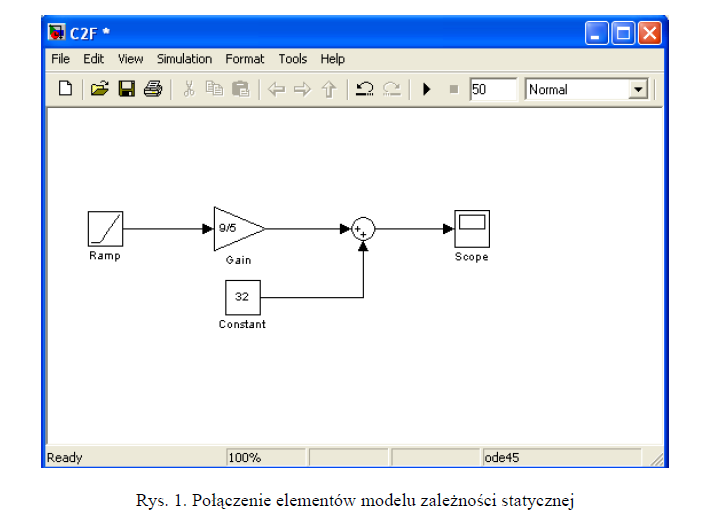 C2F *
File Edit View Simulation Format Tools Help
50 Normal
Ramp
9/5
Gain
+
+
Scope
32
Constant
Ready 100% ode45
Rys. 1. Połączenie elementów modelu zależności statycznej